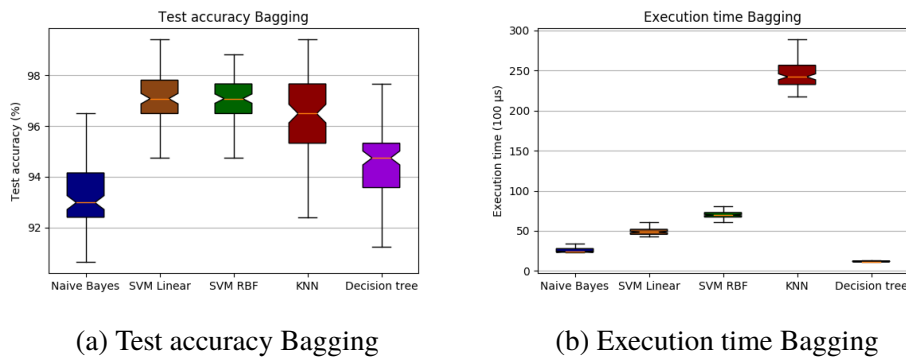 Test accuracy Bagging
Test accuracy (%)
98
96
94
92
Naive Bayes SVM Linear SVM RBF KNN Decision tree
(a) Test accuracy Bagging
Execution time Bagging
Execution time (100 µs)
300
250
200
150
100
50
0
Naive Bayes SVM Linear SVM RBF KNN Decision tree
(b) Execution time Bagging